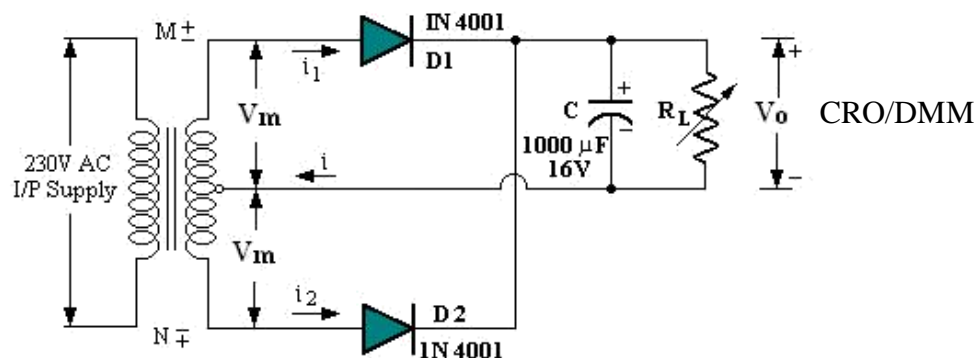 M±
IN 4001
D1
i1
Vm
230V AC
I/P Supply
i
Vm
C
+
−
1000 µF
16V
RL
+
Vo
−
CRO/DMM
i2
D2
1N 4001
N∓